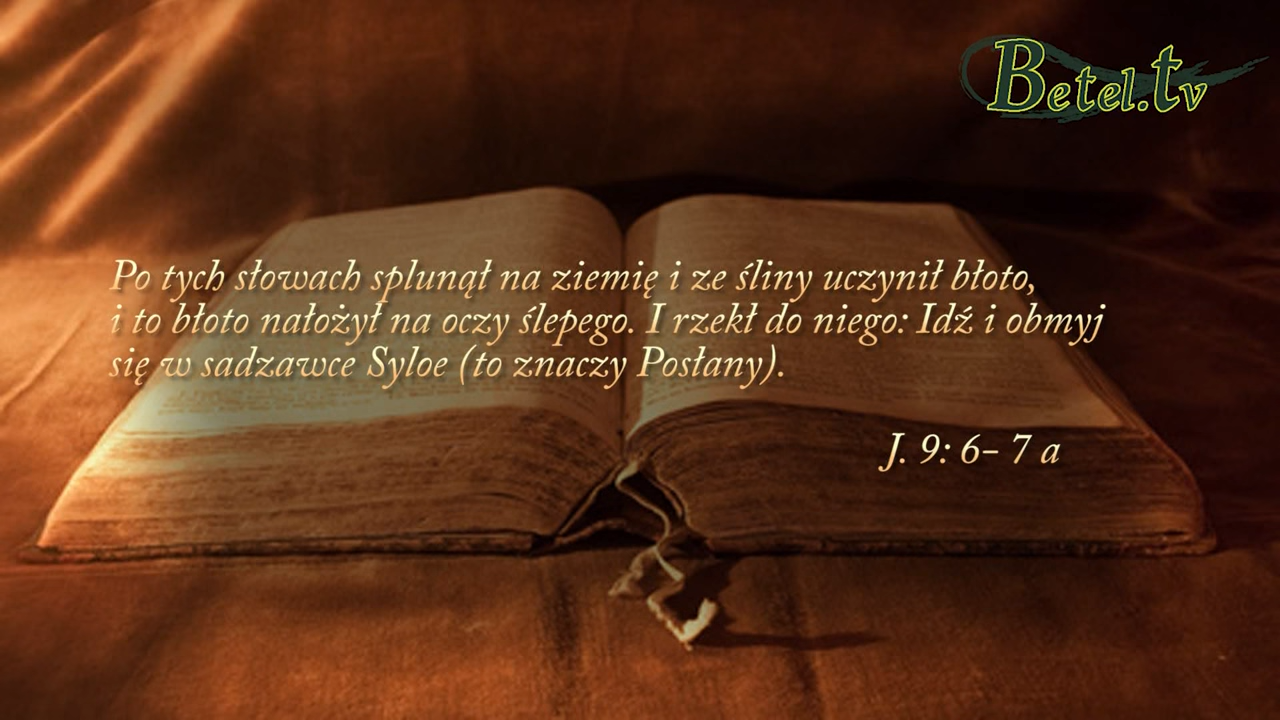 Betel.tv
Po tych słowach splunął na ziemię i ze śliny uczynił błoto,
i to błoto nałożył na oczy ślepego. I rzekł do niego: Idź i obmyj
się w sadzawce Syloe (to znaczy Posłany).
J. 9: 6– 7 a